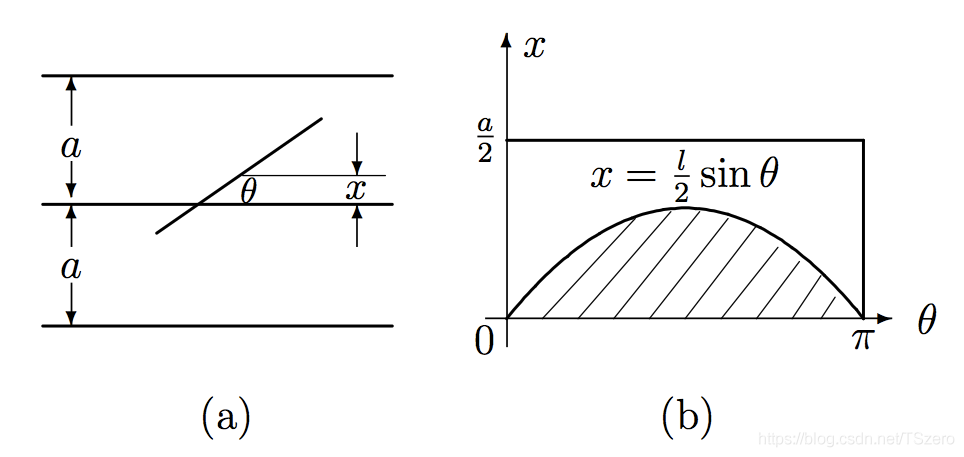 a
a
θ
x
(a)
x
a/2
x = l/2 sin θ
0
π
θ
(b)
https://blog.csdn.net/TSzero